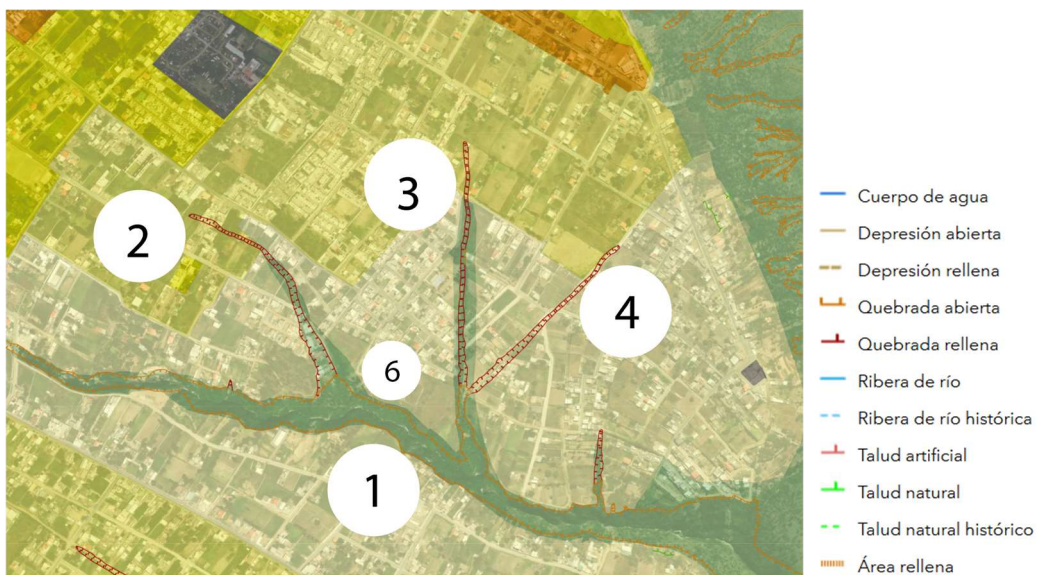 3
2
4
6
1
Cuerpo de agua
Depresión abierta
Depresión rellena
Quebrada abierta
Quebrada rellena
Ribera de río
Ribera de río histórica
Talud artificial
Talud natural
Talud natural histórico
Área rellena